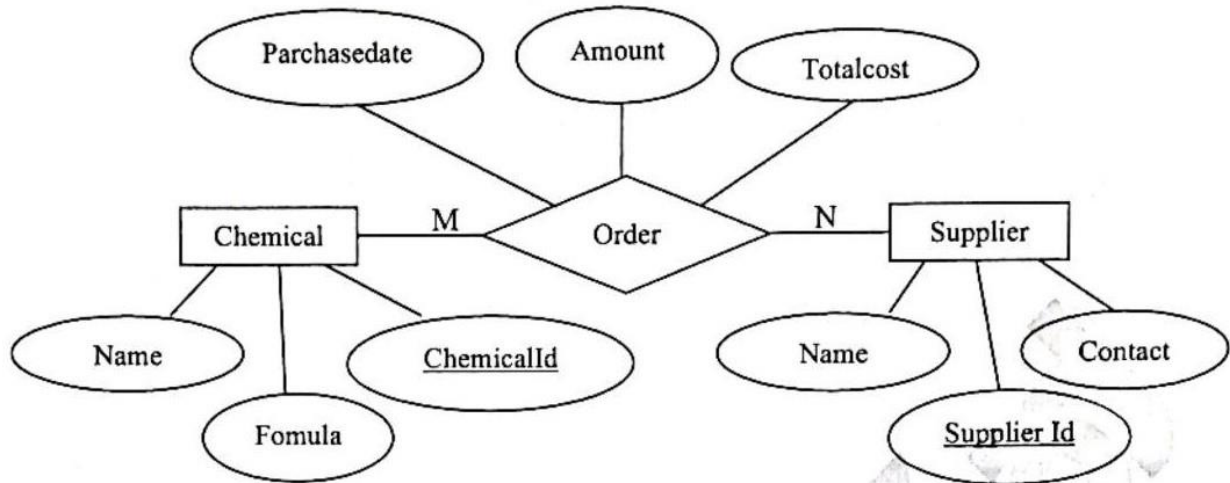 Parchasedate
Amount
Totalcost
Chemical
M
Order
N
Supplier
Name
ChemicalId
Fomula
Name
Supplier Id
Contact